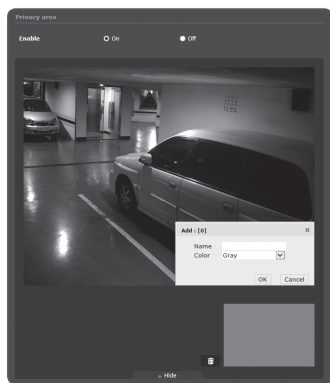 Privacy area
Enable On Off
Add : [0] ×
Name
Color Gray
OK Cancel
Hide